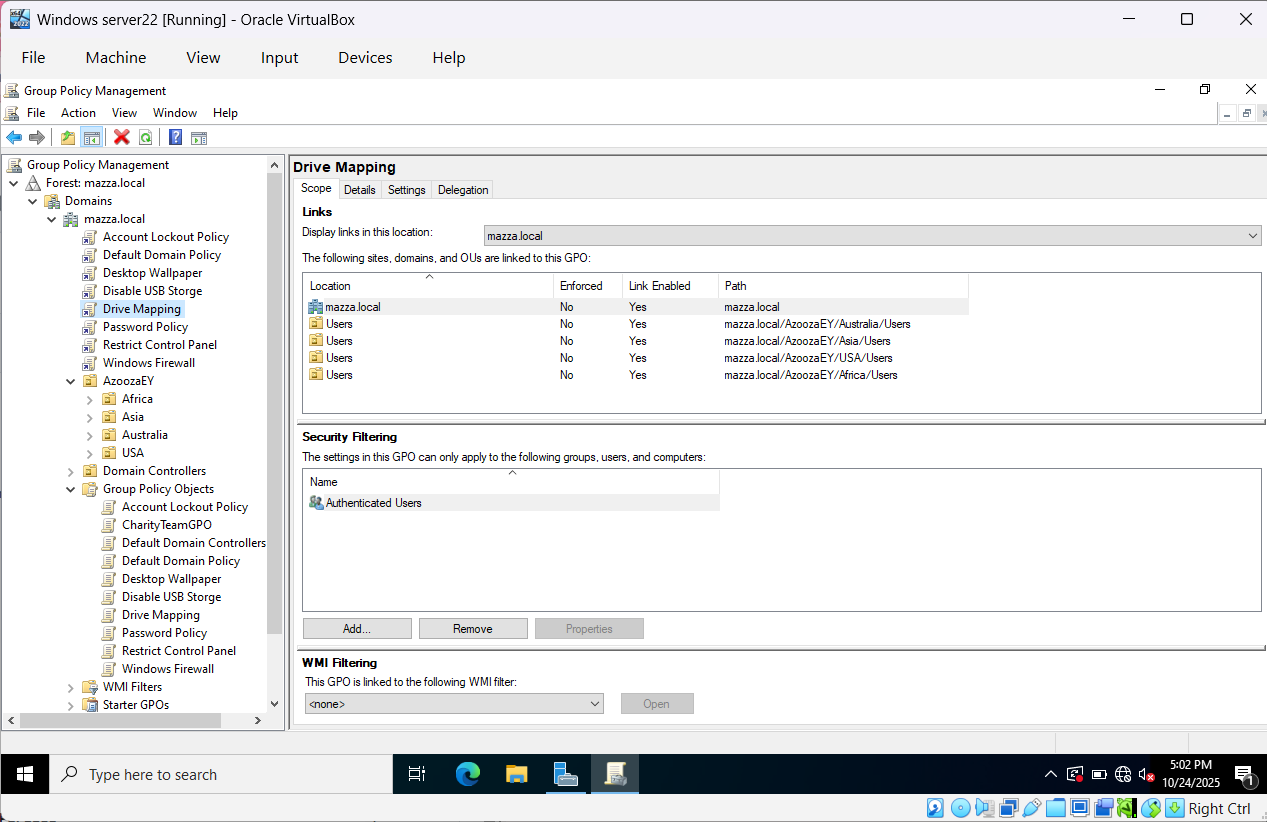 Windows server22 [Running] - Oracle VirtualBox
File Machine View Input Devices Help
Group Policy Management
File Action View Window Help
Group Policy Management
Forest: mazza.local
Domains
mazza.local
Account Lockout Policy
Default Domain Policy
Desktop Wallpaper
Disable USB Storge
Drive Mapping
Password Policy
Restrict Control Panel
Windows Firewall
AzoozaEY
Africa
Asia
Australia
USA
Domain Controllers
Group Policy Objects
Account Lockout Policy
CharityTeamGPO
Default Domain Controllers
Default Domain Policy
Desktop Wallpaper
Disable USB Storge
Drive Mapping
Password Policy
Restrict Control Panel
Windows Firewall
WMI Filters
Starter GPOs
Drive Mapping
Scope Details Settings Delegation
Links
Display links in this location: mazza.local
The following sites, domains, and OUs are linked to this GPO:
Location Enforced Link Enabled Path
mazza.local No Yes mazza.local
Users No Yes mazza.local/AzoozaEY/Australia/Users
Users No Yes mazza.local/AzoozaEY/Asia/Users
Users No Yes mazza.local/AzoozaEY/USA/Users
Users No Yes mazza.local/AzoozaEY/Africa/Users
Security Filtering
The settings in this GPO can only apply to the following groups, users, and computers:
Name
Authenticated Users
Add... Remove Properties
WMI Filtering
This GPO is linked to the following WMI filter:
<none> Open
Type here to search
5:02 PM
10/24/2025
1
Right Ctrl